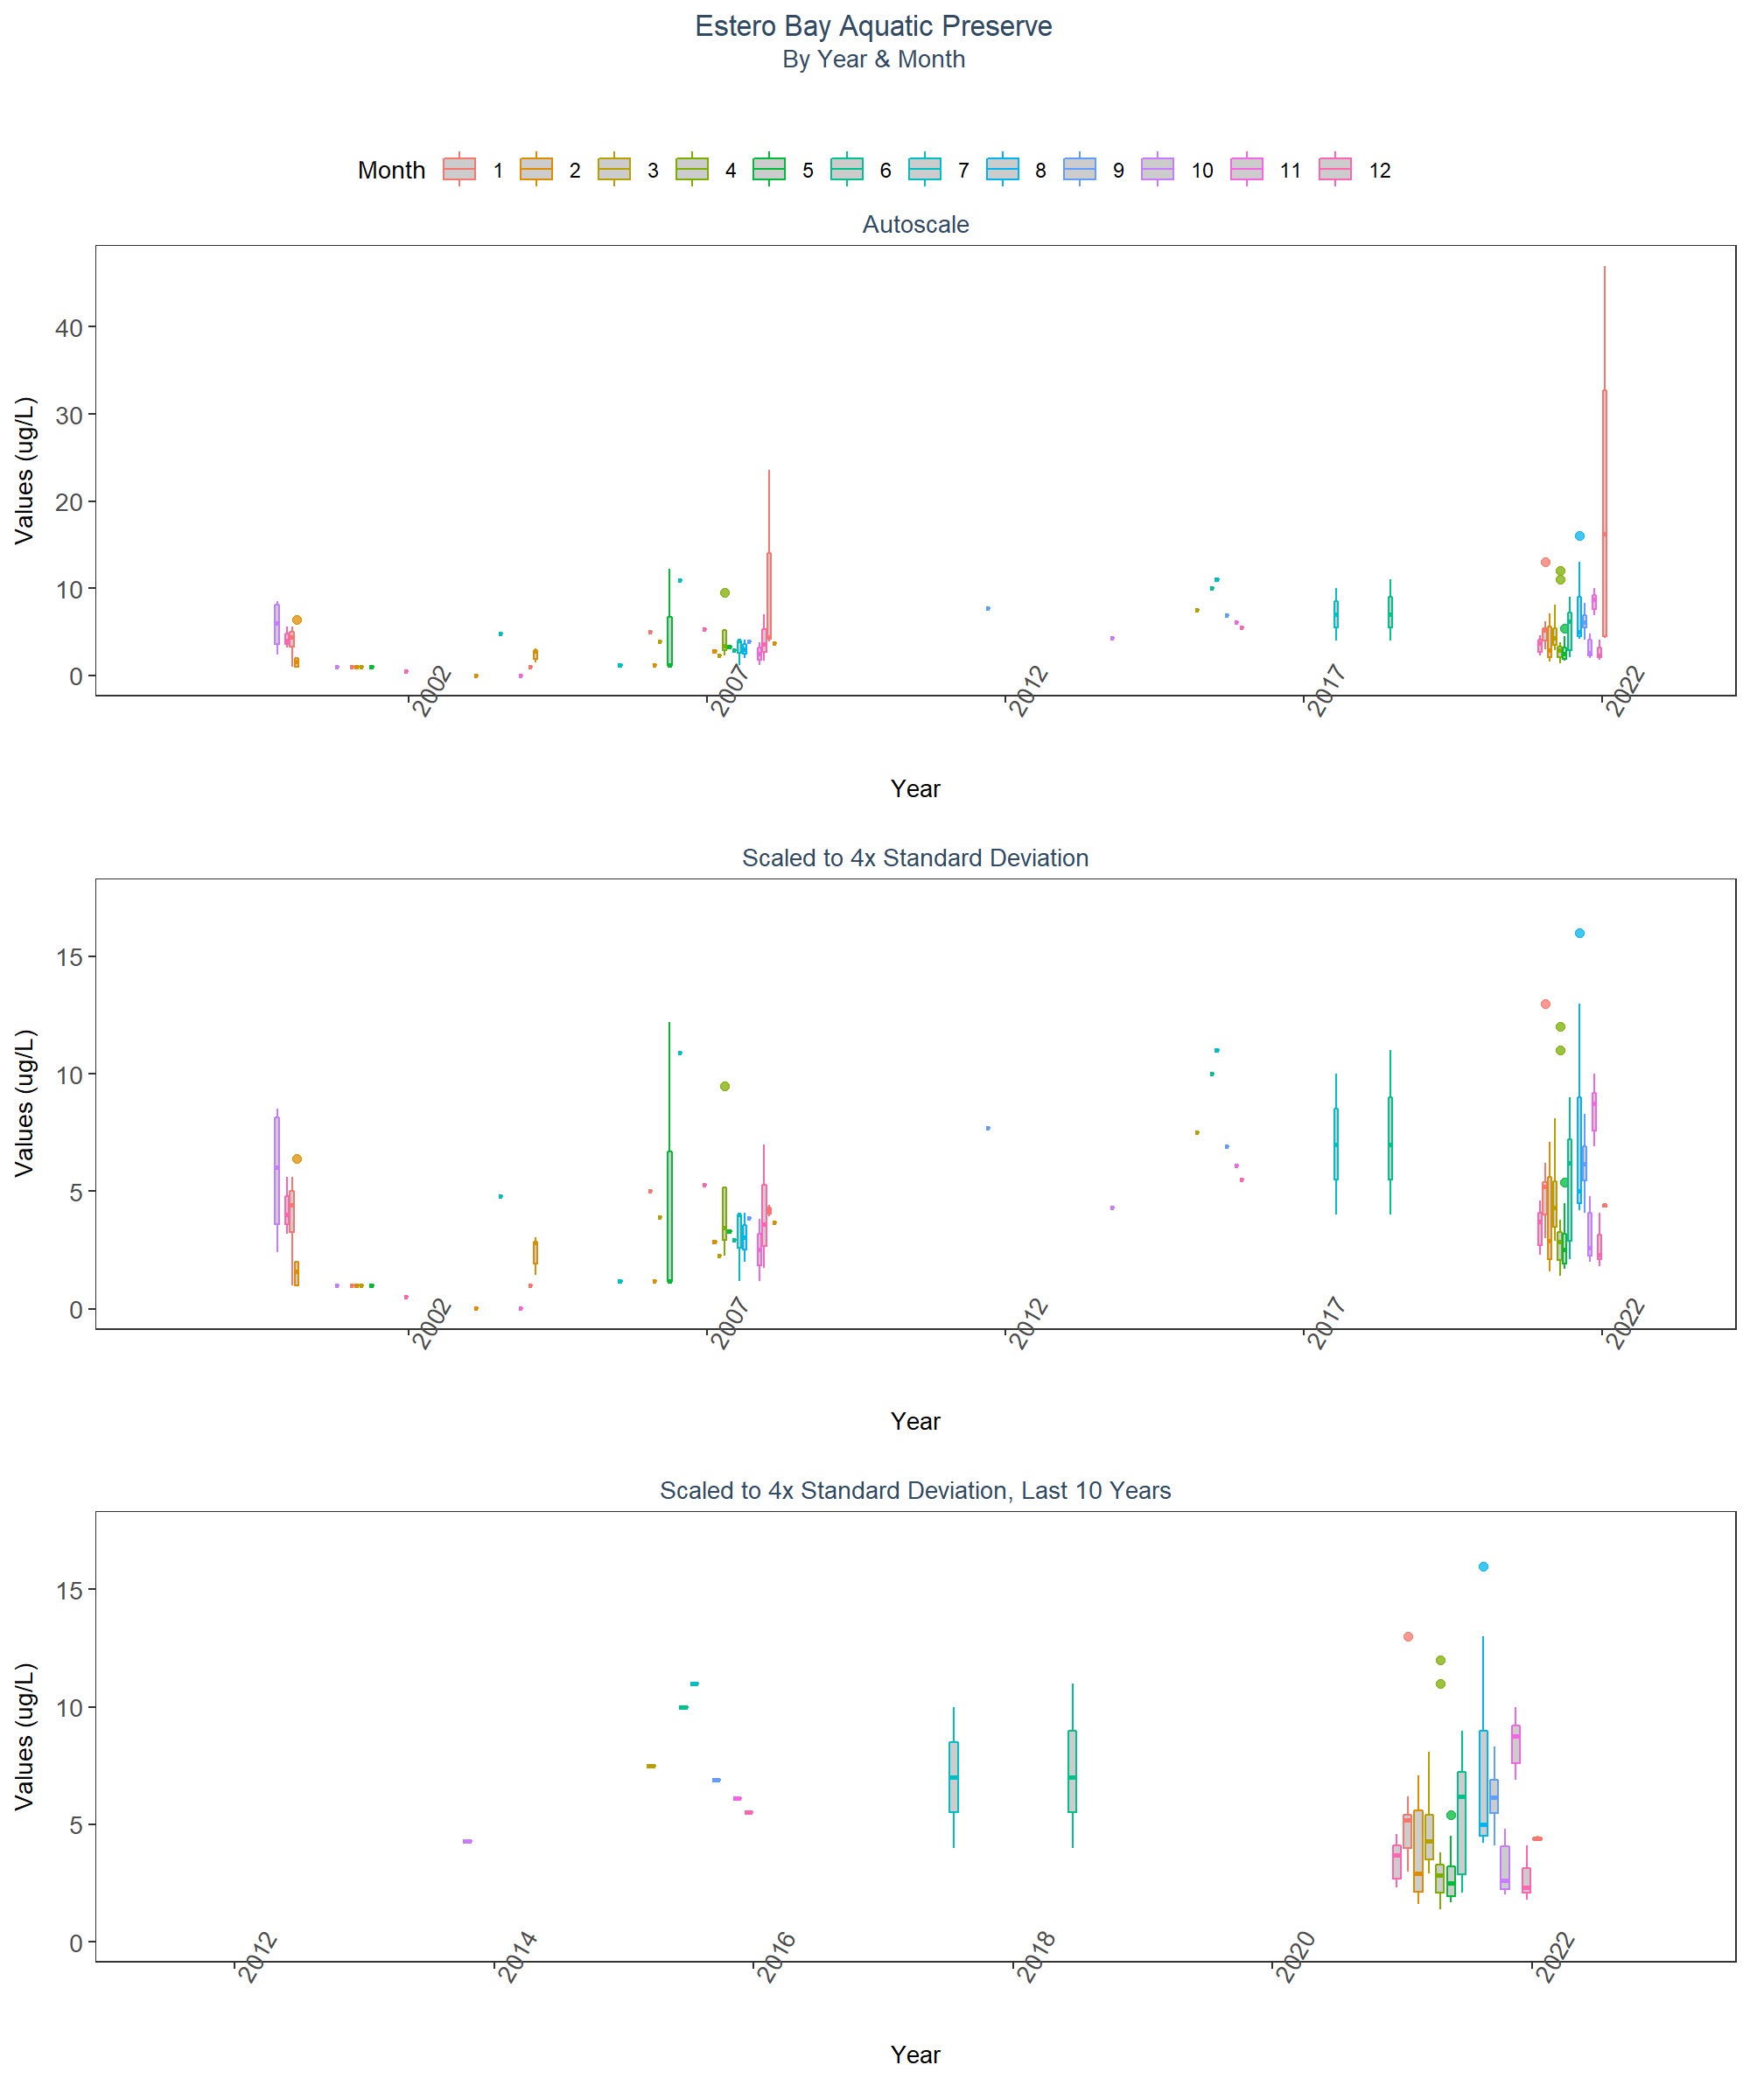 Estero Bay Aquatic Preserve
By Year & Month
Month 1 2 3 4 5 6 7 8 9 10 11 12
Autoscale
Values (ug/L)
40
30
20
10
0
2002 2007 2012 2017 2022
Year
Scaled to 4x Standard Deviation
Values (ug/L)
15
10
5
0
2002 2007 2012 2017 2022
Year
Scaled to 4x Standard Deviation, Last 10 Years
Values (ug/L)
15
10
5
0
2012 2014 2016 2018 2020 2022
Year